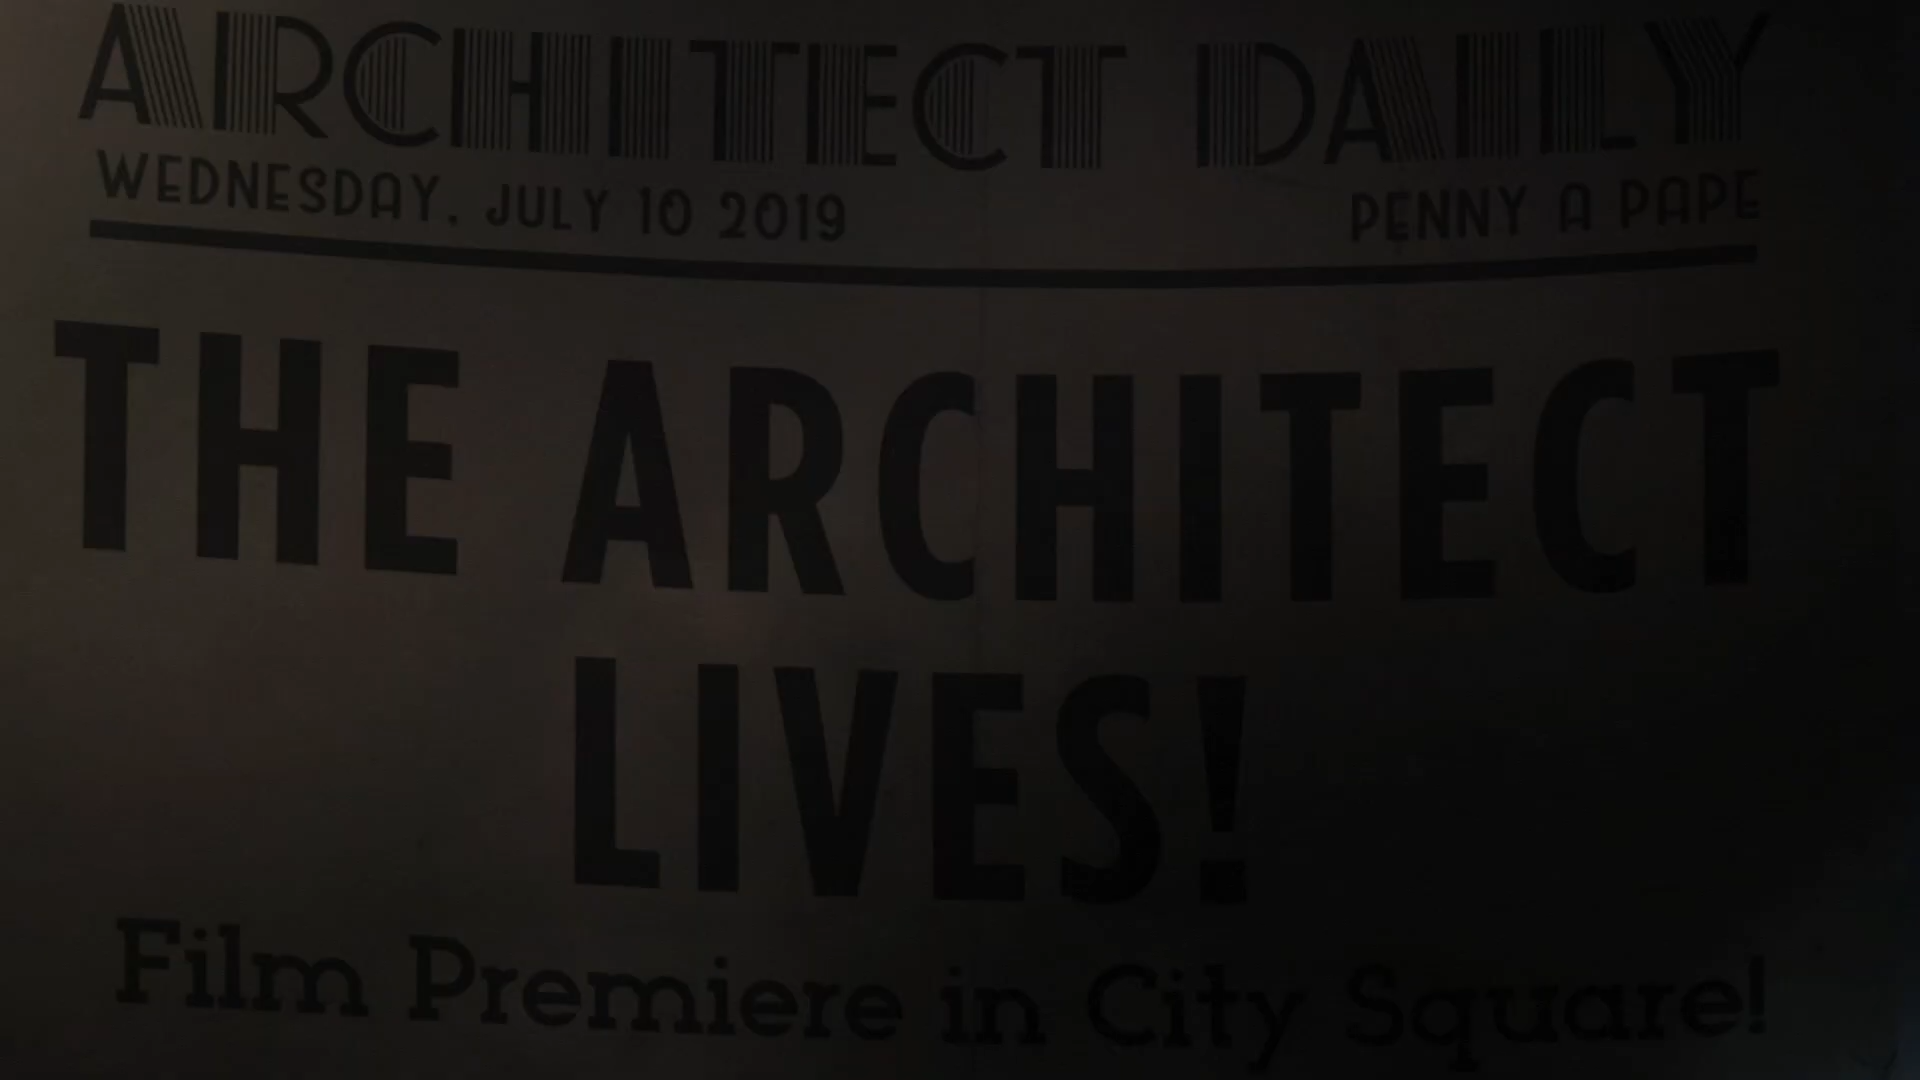 ARCHITECT DAILY
WEDNESDAY, JULY 10 2019 PENNY A PAPE
THE ARCHITECT
LIVES!
Film Premiere in City Square!